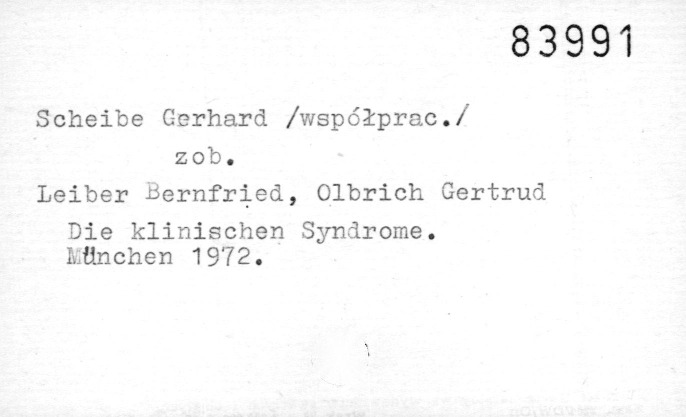 83991
Scheibe Gerhard /współprac./
zob.
Leiber Bernfried, Olbrich Gertrud
Die klinischen Syndrome.
München 1972.